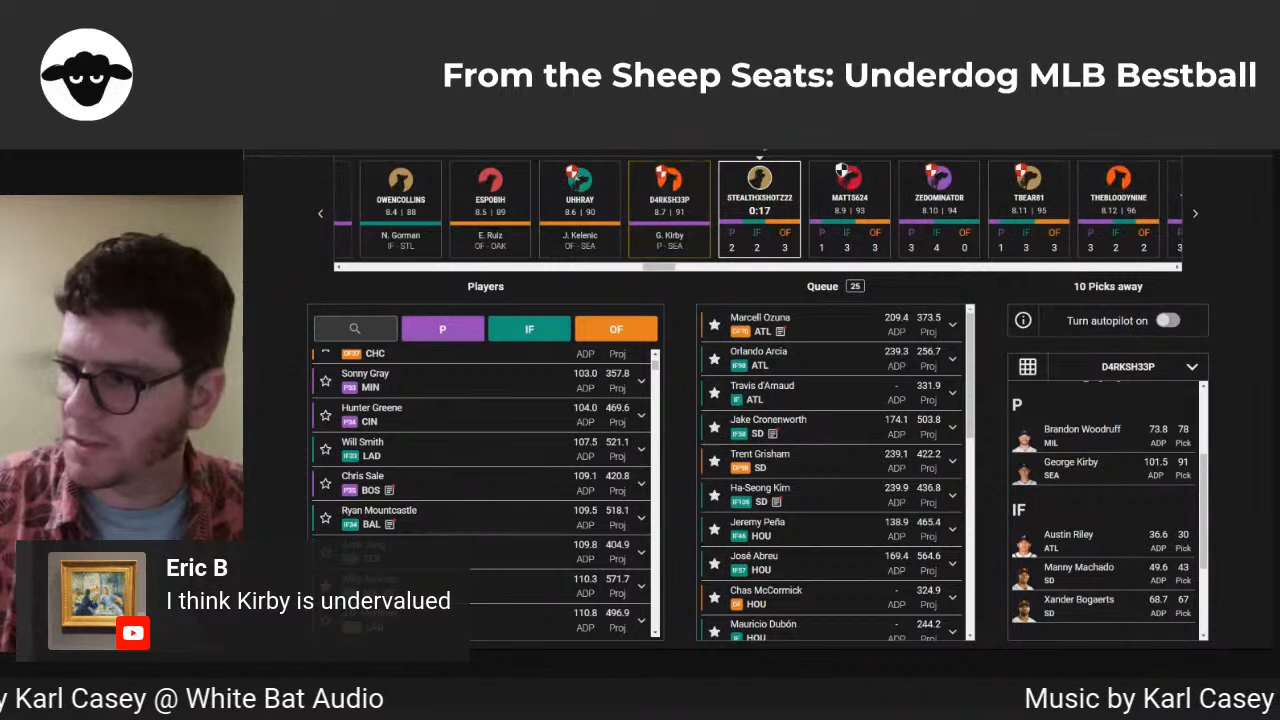 From the Sheep Seats: Underdog MLB Bestball
OWENCOLLINS
8.4 | 88
N. Gorman
IF · STL
ESPOBIH
8.5 | 89
E. Ruiz
OF · OAK
UHHRAY
8.6 | 90
J. Kelenic
OF · SEA
D4RKSH33P
8.7 | 91
G. Kirby
P · SEA
STEALTHXSHOTZ22
0:17
P IF OF
2 2 3
MATTS624
8.9 | 93
P IF OF
1 3 3
ZEDOMINATOR
8.10 | 94
P IF OF
3 4 0
TBEAR81
8.11 | 95
P IF OF
1 3 3
THEBLOODYNINE
8.12 | 96
P IF OF
3 2 2
Players
P IF OF
OF37 CHC ADP Proj
Sonny Gray 103.0 357.8
P33 MIN ADP Proj
Hunter Greene 104.0 469.6
P34 CIN ADP Proj
Will Smith 107.5 521.1
IF33 LAD ADP Proj
Chris Sale 109.1 420.8
P35 BOS ADP Proj
Ryan Mountcastle 109.5 518.1
IF34 BAL ADP Proj
109.8 404.9
ADP Proj
110.3 571.7
ADP Proj
110.8 496.9
ADP Proj
Queue 25
Marcell Ozuna 209.4 373.5
OF70 ATL ADP Proj
Orlando Arcia 239.3 256.7
ATL ADP Proj
Travis d'Arnaud - 331.9
IF ATL ADP Proj
Jake Cronenworth 174.1 503.8
IF58 SD ADP Proj
Trent Grisham 239.1 422.2
SD ADP Proj
Ha-Seong Kim 239.9 436.8
SD ADP Proj
Jeremy Peña 138.9 465.4
HOU ADP Proj
José Abreu 169.4 564.6
IF57 HOU ADP Proj
Chas McCormick - 324.9
OF HOU ADP Proj
Mauricio Dubón - 244.2
IF HOU ADP Proj
10 Picks away
Turn autopilot on
D4RKSH33P
P
Brandon Woodruff 73.8 78
MIL ADP Pick
George Kirby 101.5 91
SEA ADP Pick
IF
Austin Riley 36.6 30
ATL ADP Pick
Manny Machado 49.6 43
SD ADP Pick
Xander Bogaerts 68.7 67
SD ADP Pick
Eric B
I think Kirby is undervalued
y Karl Casey @ White Bat Audio
Music by Karl Casey